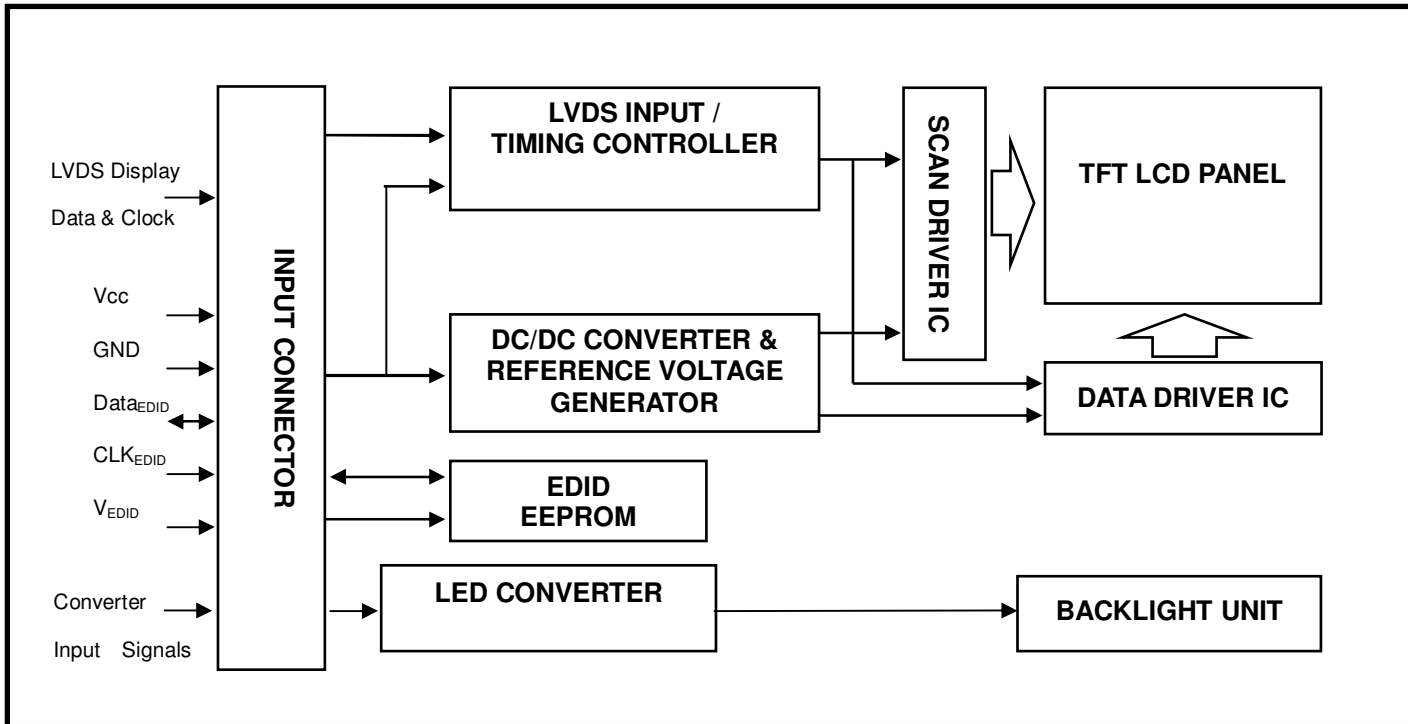 LVDS Display
Data & Clock
Vcc
GND
DataEDID
CLKEDID
VEDID
Converter
Input Signals
INPUT CONNECTOR
LVDS INPUT /
TIMING CONTROLLER
DC/DC CONVERTER &
REFERENCE VOLTAGE
GENERATOR
EDID
EEPROM
LED CONVERTER
SCAN DRIVER IC
TFT LCD PANEL
DATA DRIVER IC
BACKLIGHT UNIT